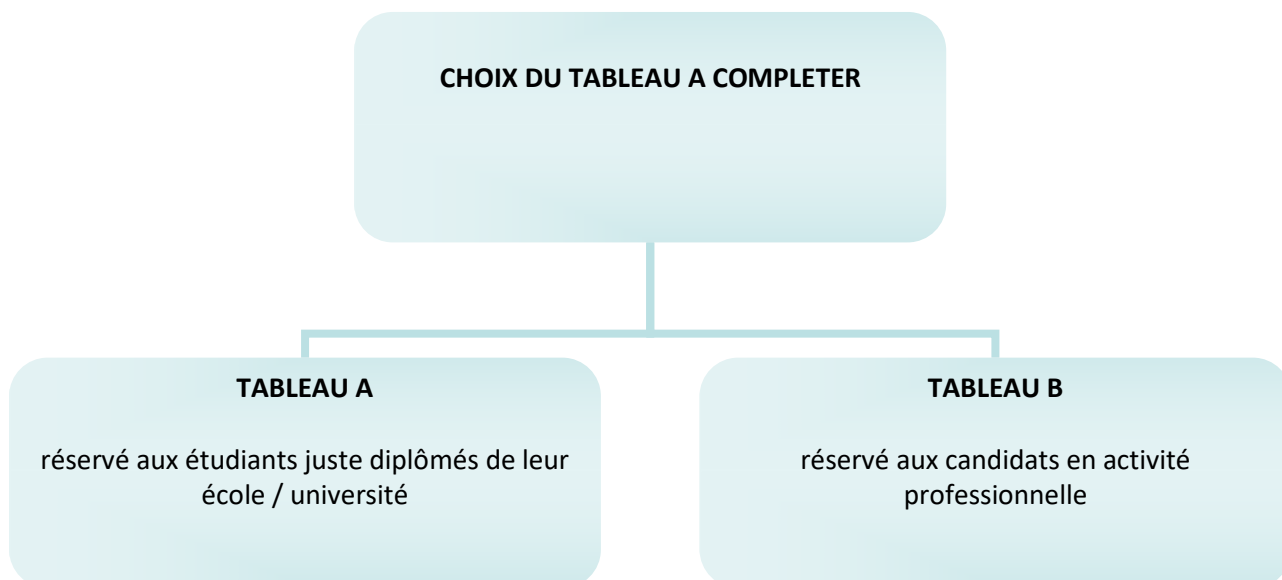 CHOIX DU TABLEAU A COMPLETER
TABLEAU A
réservé aux étudiants juste diplômés de leur
école / université
TABLEAU B
réservé aux candidats en activité
professionnelle